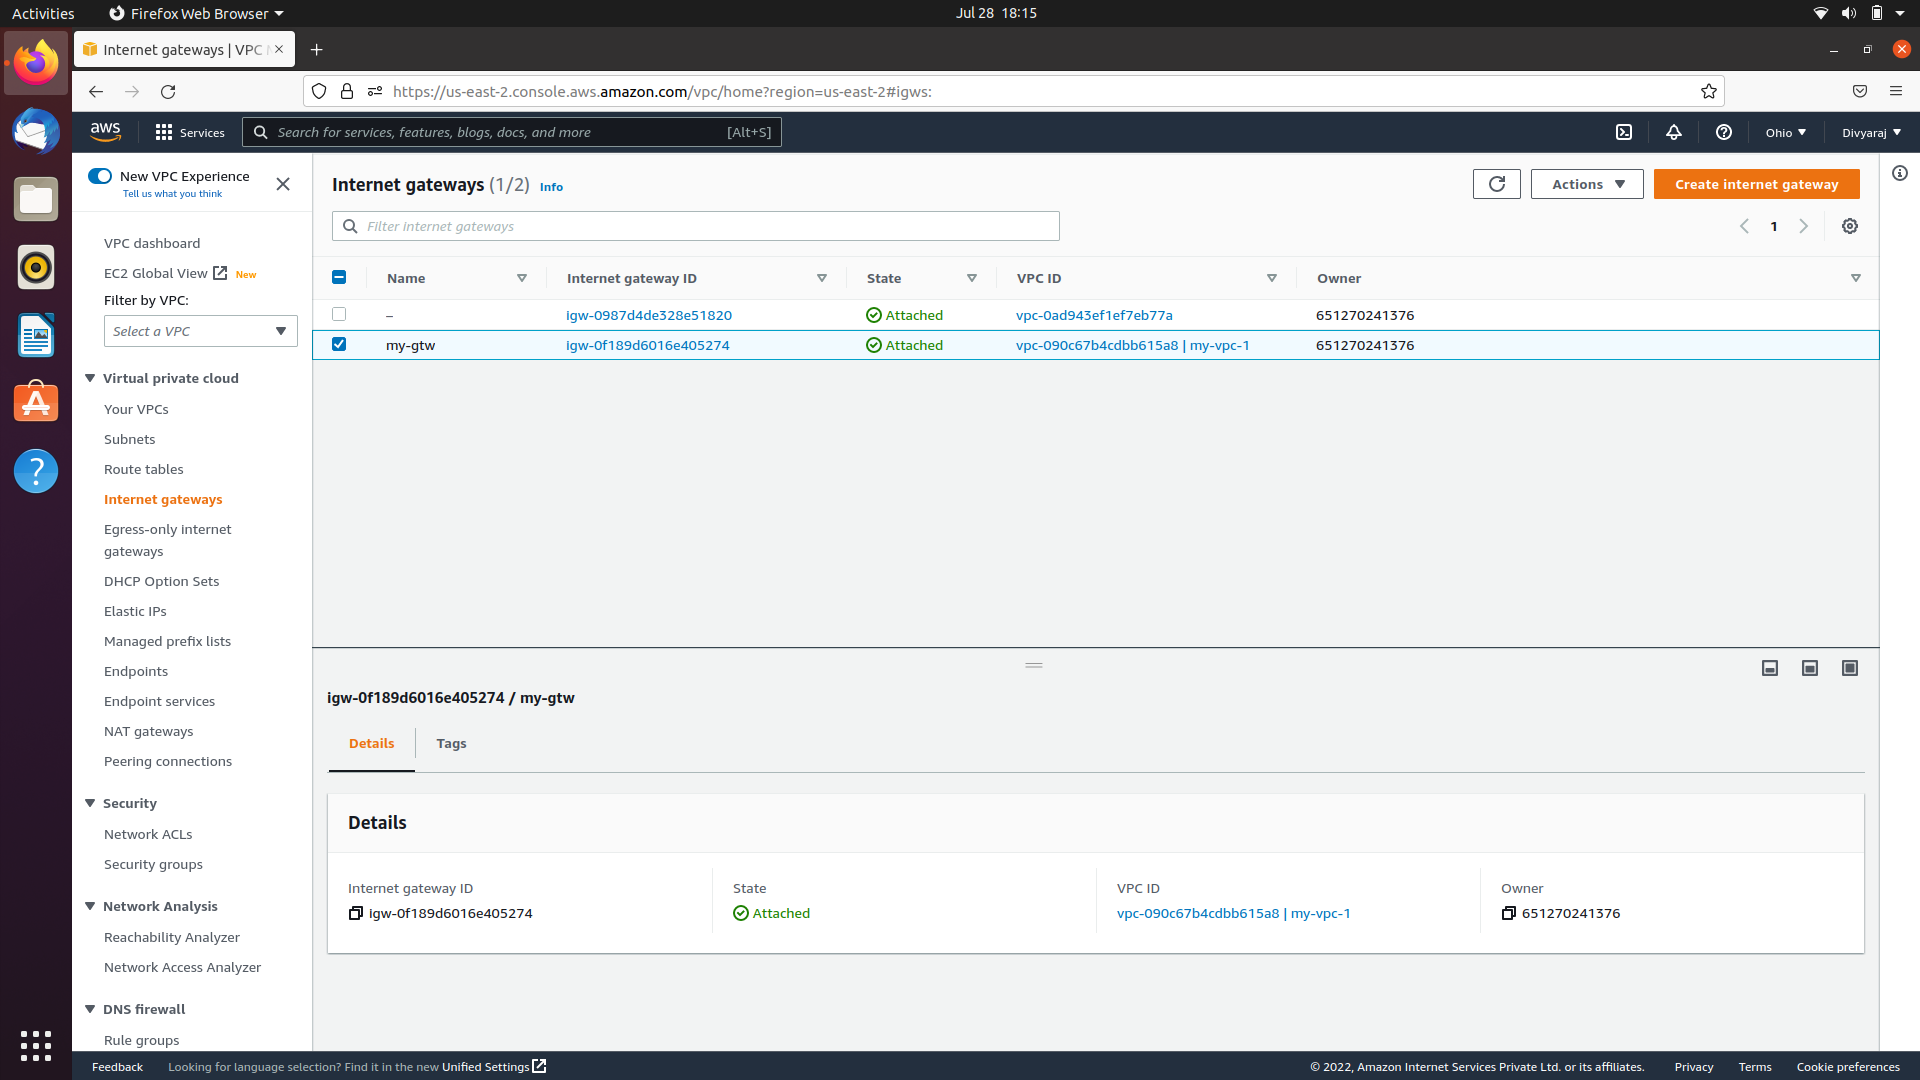 Activities
Firefox Web Browser
Jul 28 18:15
Internet gateways | VPC
https://us-east-2.console.aws.amazon.com/vpc/home?region=us-east-2#igws:
aws
Services
Search for services, features, blogs, docs, and more
[Alt+S]
Ohio
Divyaraj
New VPC Experience
Tell us what you think
VPC dashboard
EC2 Global View New
Filter by VPC:
Select a VPC
Virtual private cloud
Your VPCs
Subnets
Route tables
Internet gateways
Egress-only internet
gateways
DHCP Option Sets
Elastic IPs
Managed prefix lists
Endpoints
Endpoint services
NAT gateways
Peering connections
Security
Network ACLs
Security groups
Network Analysis
Reachability Analyzer
Network Access Analyzer
DNS firewall
Rule groups
Internet gateways (1/2) Info
Actions
Create internet gateway
Filter internet gateways
1
Name Internet gateway ID State VPC ID Owner
– igw-0987d4de328e51820 Attached vpc-0ad943ef1ef7eb77a 651270241376
my-gtw igw-0f189d6016e405274 Attached vpc-090c67b4cdbb615a8 | my-vpc-1 651270241376
igw-0f189d6016e405274 / my-gtw
Details
Tags
Details
Internet gateway ID
igw-0f189d6016e405274
State
Attached
VPC ID
vpc-090c67b4cdbb615a8 | my-vpc-1
Owner
651270241376
Feedback
Looking for language selection? Find it in the new Unified Settings
© 2022, Amazon Internet Services Private Ltd. or its affiliates.
Privacy
Terms
Cookie preferences